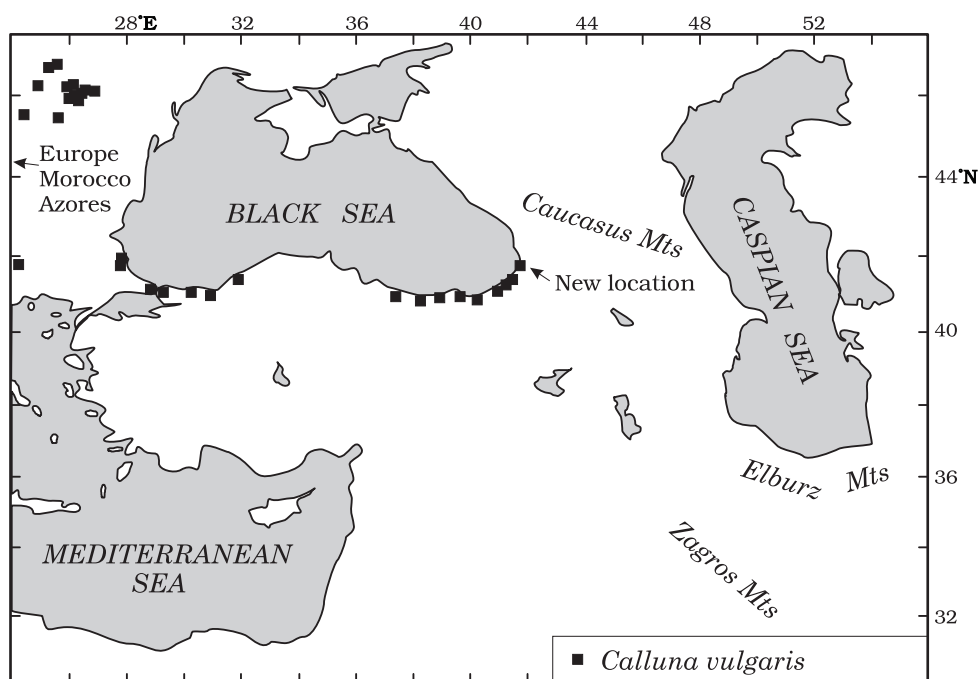 28°E 32 36 40 44 48 52
Europe
Morocco
Azores
44°N
BLACK SEA
Caucasus Mts
CASPIAN SEA
New location
40
36
Elburz Mts
Zagros Mts
MEDITERRANEAN
SEA
32
Calluna vulgaris